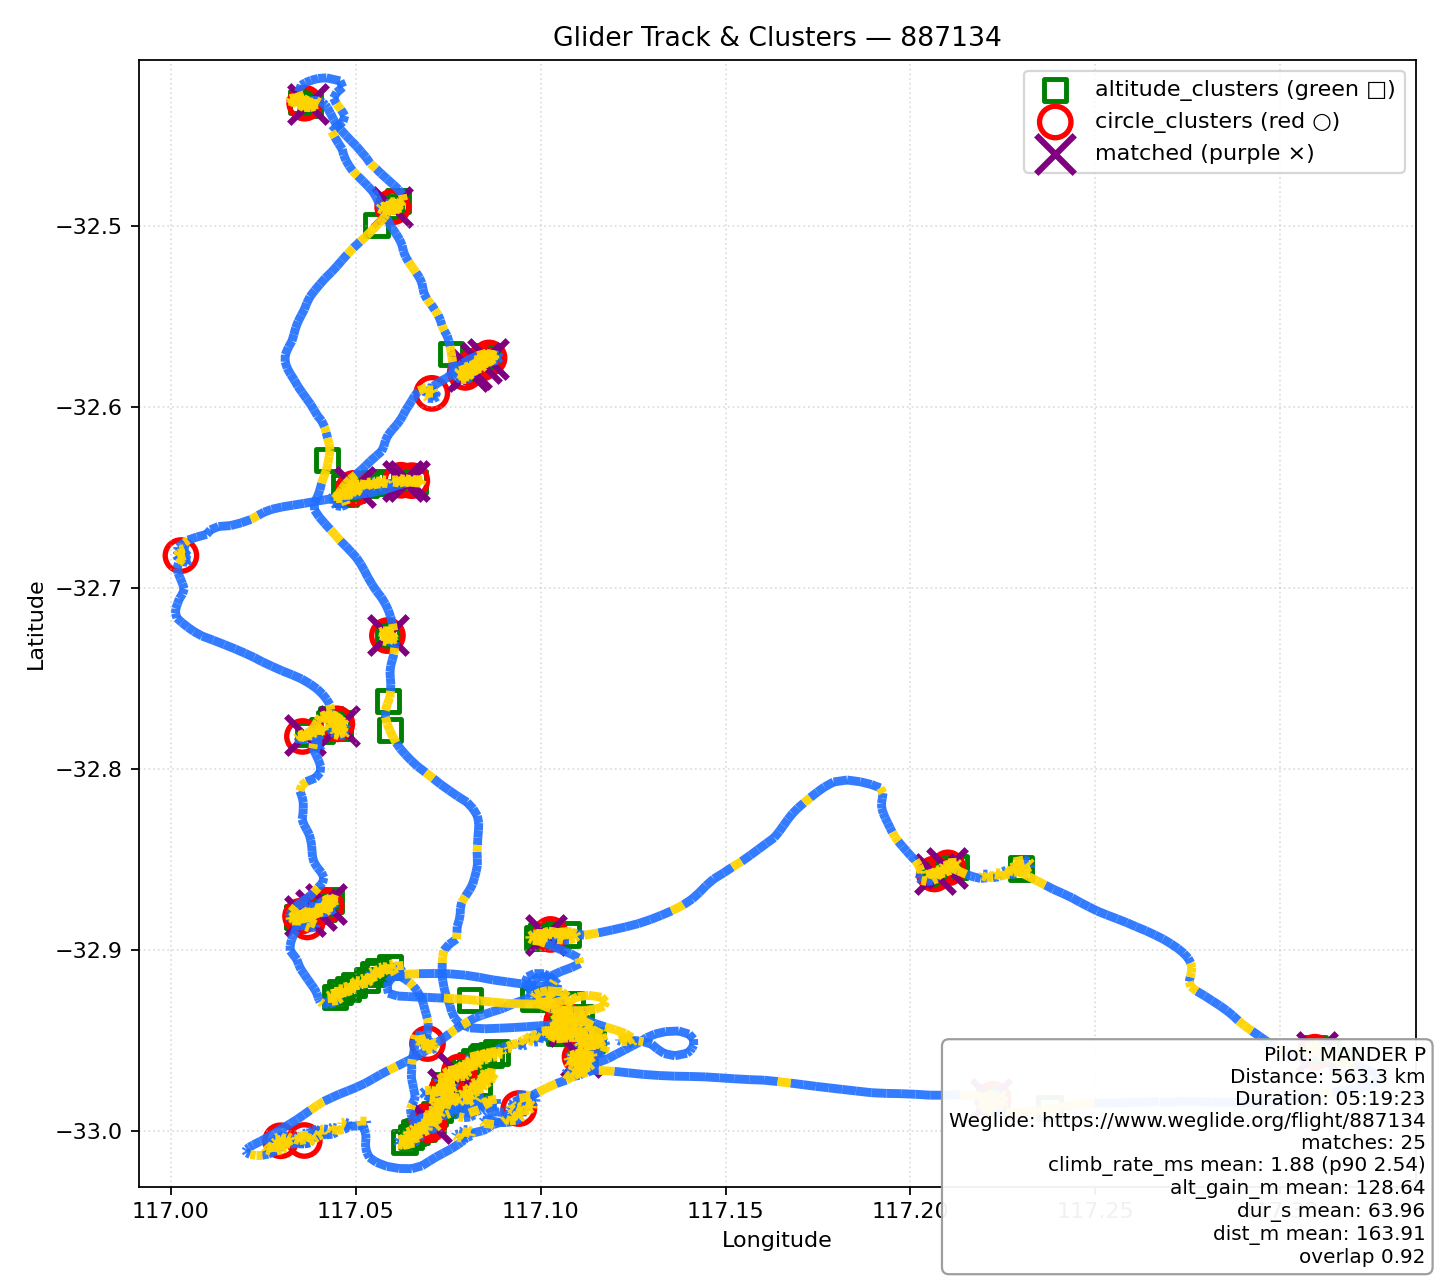 Glider Track & Clusters — 887134
altitude_clusters (green □)
circle_clusters (red ○)
matched (purple ×)
−32.5
−32.6
−32.7
−32.8
−32.9
−33.0
Latitude
117.00
117.05
117.10
117.15
117.20
117.25
Longitude
Pilot: MANDER P
Distance: 563.3 km
Duration: 05:19:23
Weglide: https://www.weglide.org/flight/887134
matches: 25
climb_rate_ms mean: 1.88 (p90 2.54)
alt_gain_m mean: 128.64
dur_s mean: 63.96
dist_m mean: 163.91
overlap 0.92